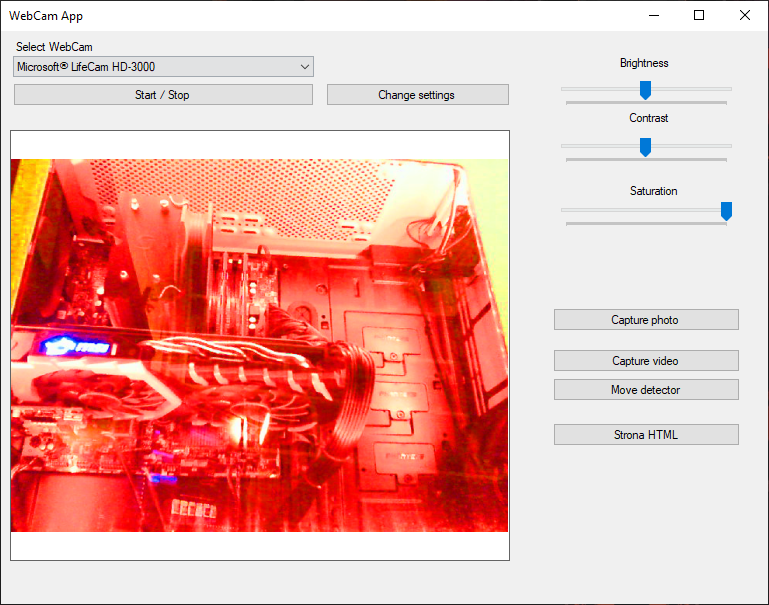 WebCam App
Select WebCam
Microsoft® LifeCam HD-3000
Start / Stop
Change settings
Brightness
Contrast
Saturation
Capture photo
Capture video
Move detector
Strona HTML